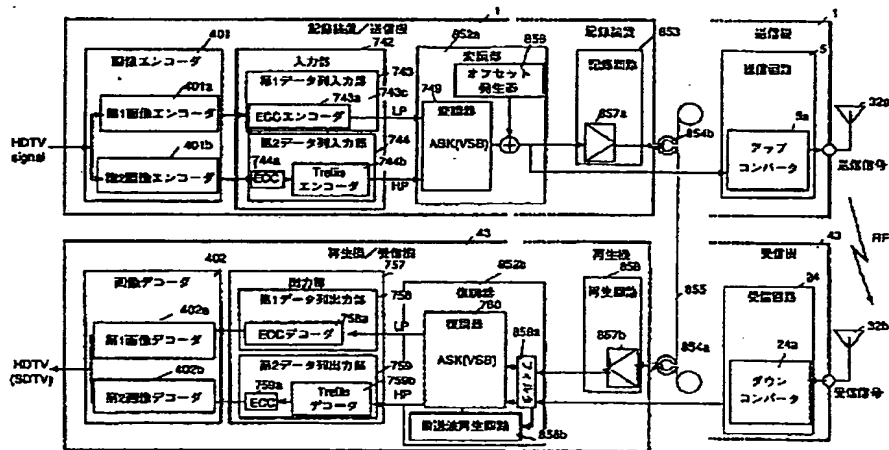 記録装置/送信機
1
送信機
1
401
画像エンコーダ
742
入力部
852a
変調部
859
オフセット
発生器
記録装置
853
記録回路
5
送信回路
401a
第1画像エンコーダ
第1データ列入力部
743
743c
743a
ECCエンコーダ
LP
749
変調器
ASK(VSB)
857a
854b
5a
アップ
コンバータ
32a
送信信号
HDTV
signal
401b
第2画像エンコーダ
第2データ列入力部
744
744a
744b
ECC
Trellis
エンコーダ
HP
RF
再生機/受信機
43
受信機
43
402
画像デコーダ
出力部
757
852b
復調器
再生機
858
再生回路
855
24
受信回路
402a
第1画像デコーダ
第1データ列出力部
758
758a
ECCデコーダ
LP
760
復調器
ASK(VSB)
858a
フィルタ
857b
854a
24a
ダウン
コンバータ
32b
受信信号
HDTV
(SDTV)
402b
第2画像デコーダ
第2データ列出力部
759
759a
759b
ECC
Trellis
デコーダ
HP
搬送波再生回路
858b